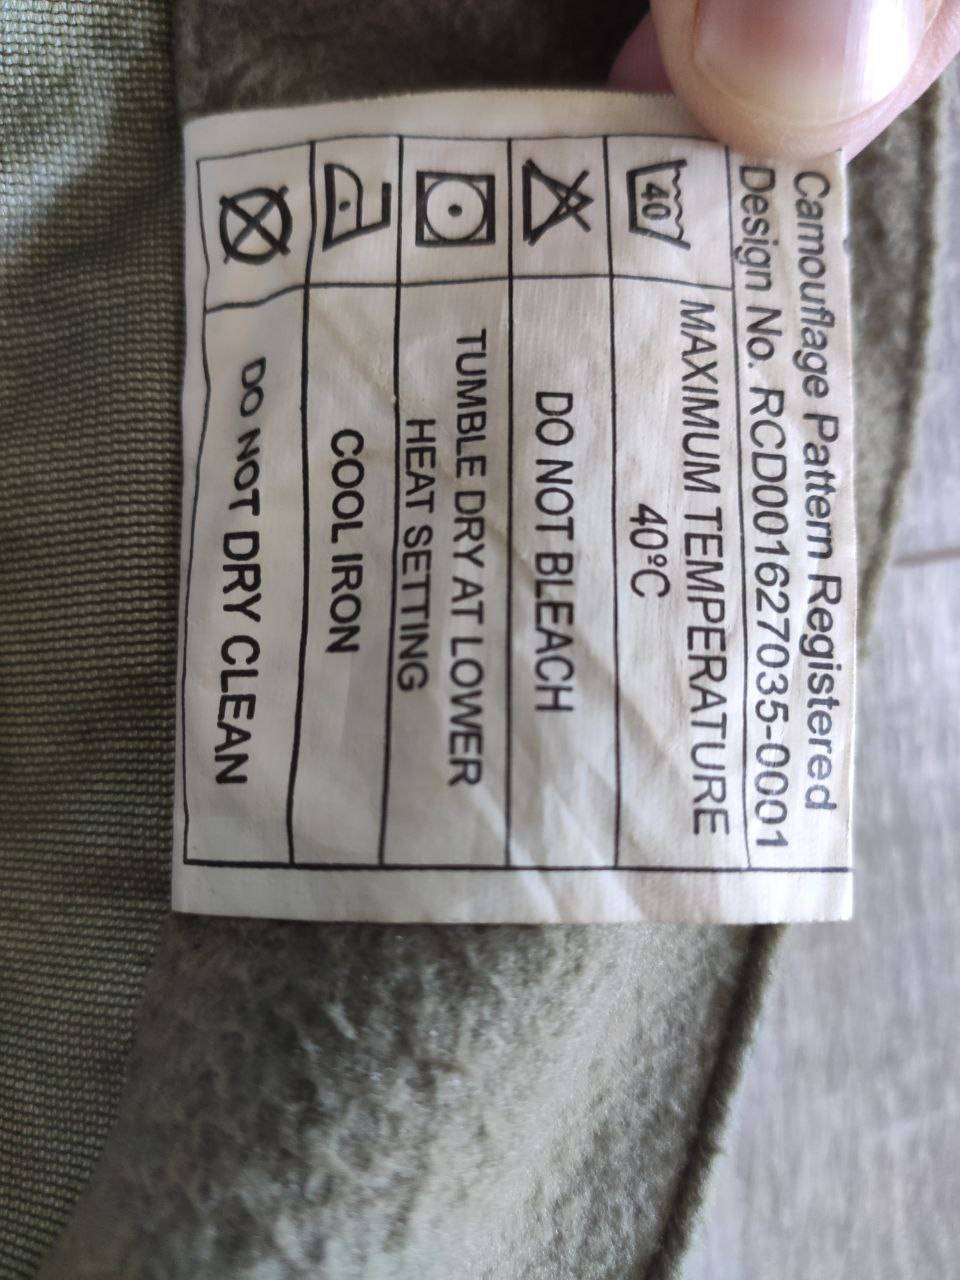 Camouflage Pattern Registered
Design No. RCD001627035-0001
40
MAXIMUM TEMPERATURE
40ºC
DO NOT BLEACH
TUMBLE DRY AT LOWER
HEAT SETTING
COOL IRON
DO NOT DRY CLEAN